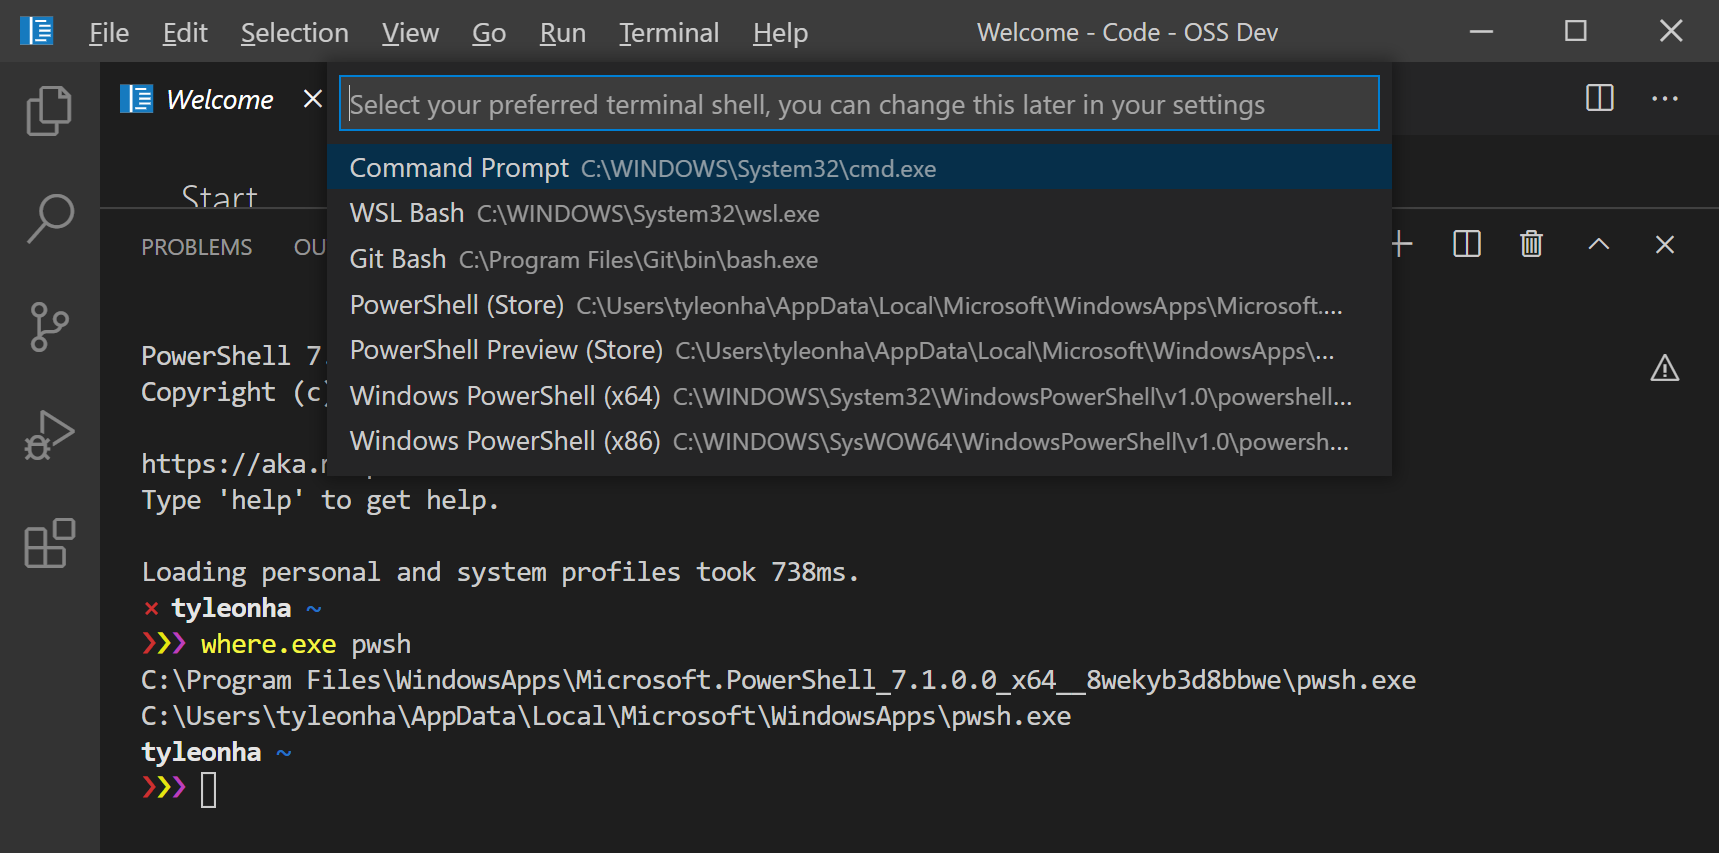 File Edit Selection View Go Run Terminal Help Welcome - Code - OSS Dev
Welcome
Select your preferred terminal shell, you can change this later in your settings
Command Prompt C:\WINDOWS\System32\cmd.exe
Start
WSL Bash C:\WINDOWS\System32\wsl.exe
PROBLEMS OU
Git Bash C:\Program Files\Git\bin\bash.exe
PowerShell (Store) C:\Users\tyleonha\AppData\Local\Microsoft\WindowsApps\Microsoft....
PowerShell Preview (Store) C:\Users\tyleonha\AppData\Local\Microsoft\WindowsApps\...
Windows PowerShell (x64) C:\WINDOWS\System32\WindowsPowerShell\v1.0\powershell...
Windows PowerShell (x86) C:\WINDOWS\SysWOW64\WindowsPowerShell\v1.0\powersh...
PowerShell 7.
Copyright (c)
https://aka.
Type 'help' to get help.
Loading personal and system profiles took 738ms.
× tyleonha ~
❯❯❯ where.exe pwsh
C:\Program Files\WindowsApps\Microsoft.PowerShell_7.1.0.0_x64__8wekyb3d8bbwe\pwsh.exe
C:\Users\tyleonha\AppData\Local\Microsoft\WindowsApps\pwsh.exe
tyleonha ~
❯❯❯